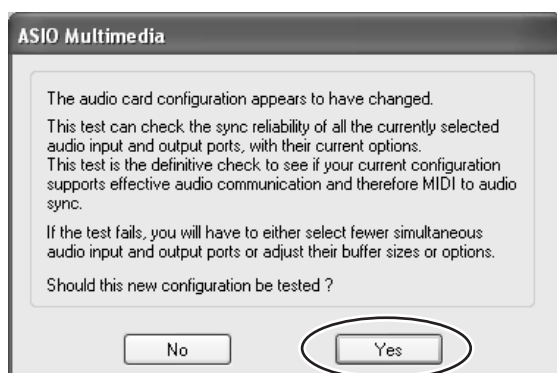 ASIO Multimedia
The audio card configuration appears to have changed.
This test can check the sync reliability of all the currently selected
audio input and output ports, with their current options.
This test is the definitive check to see if your current configuration
supports effective audio communication and therefore MIDI to audio
sync.
If the test fails, you will have to either select fewer simultaneous
audio input and output ports or adjust their buffer sizes or options.
Should this new configuration be tested ?
No Yes